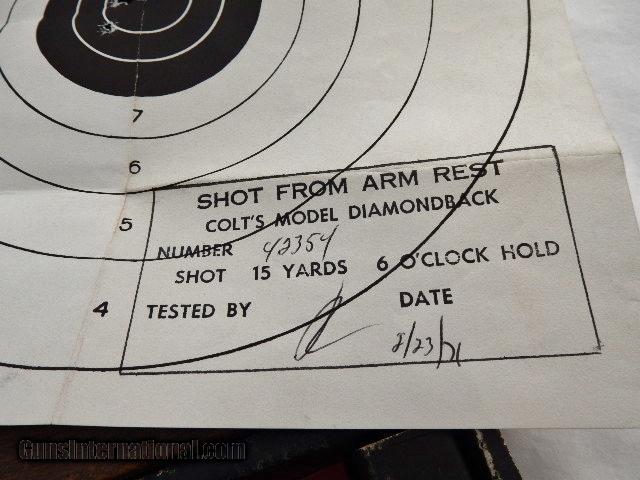 7
6
5
4
SHOT FROM ARM REST
COLT'S MODEL DIAMONDBACK
NUMBER 42354
SHOT 15 YARDS 6 O'CLOCK HOLD
TESTED BY DATE
8/23/71
GunsInternational.com